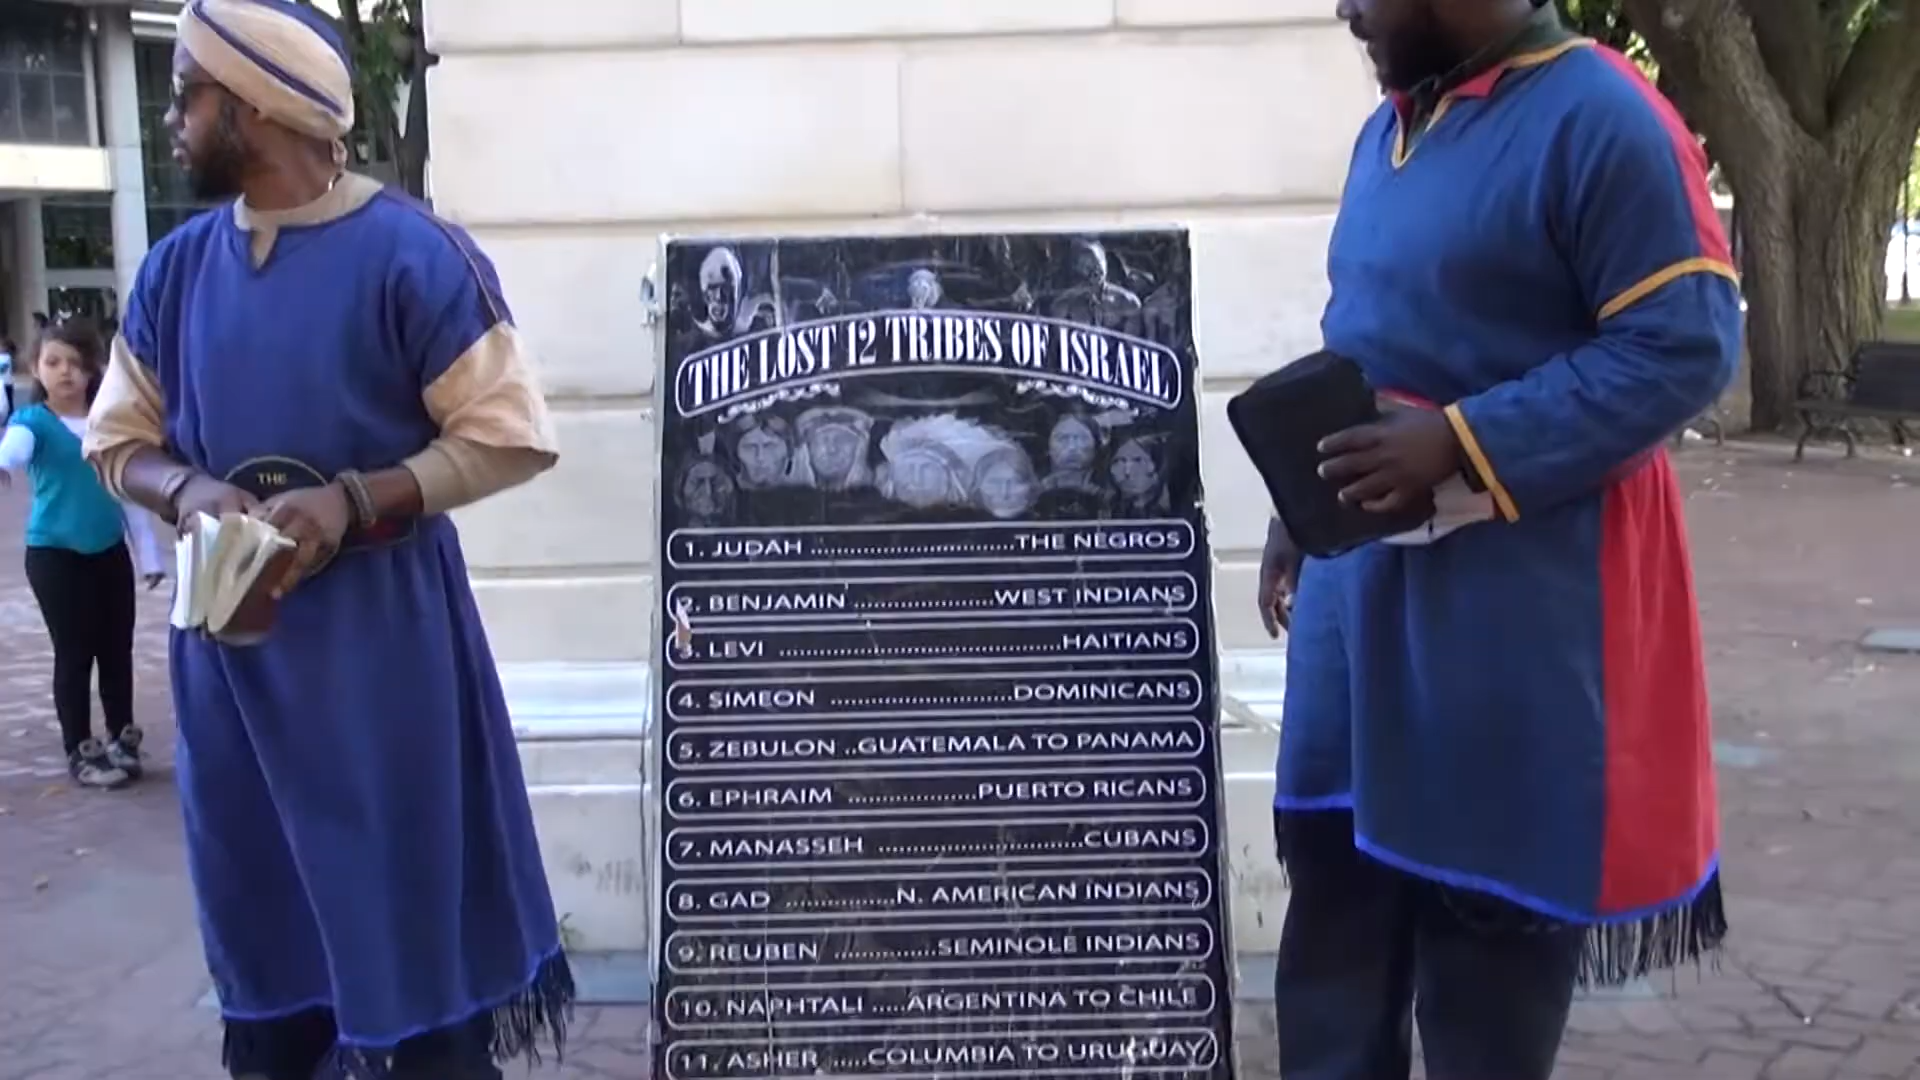 THE
THE LOST 12 TRIBES OF ISRAEL
1. JUDAH ..............................THE NEGROS
2. BENJAMIN .....................WEST INDIANS
3. LEVI .........................................HAITIANS
4. SIMEON ...........................DOMINICANS
5. ZEBULON ..GUATEMALA TO PANAMA
6. EPHRAIM ...................PUERTO RICANS
7. MANASSEH ..............................CUBANS
8. GAD ................N. AMERICAN INDIANS
9. REUBEN ...............SEMINOLE INDIANS
10. NAPHTALI .....ARGENTINA TO CHILE
11. ASHER .....COLUMBIA TO URUGUAY